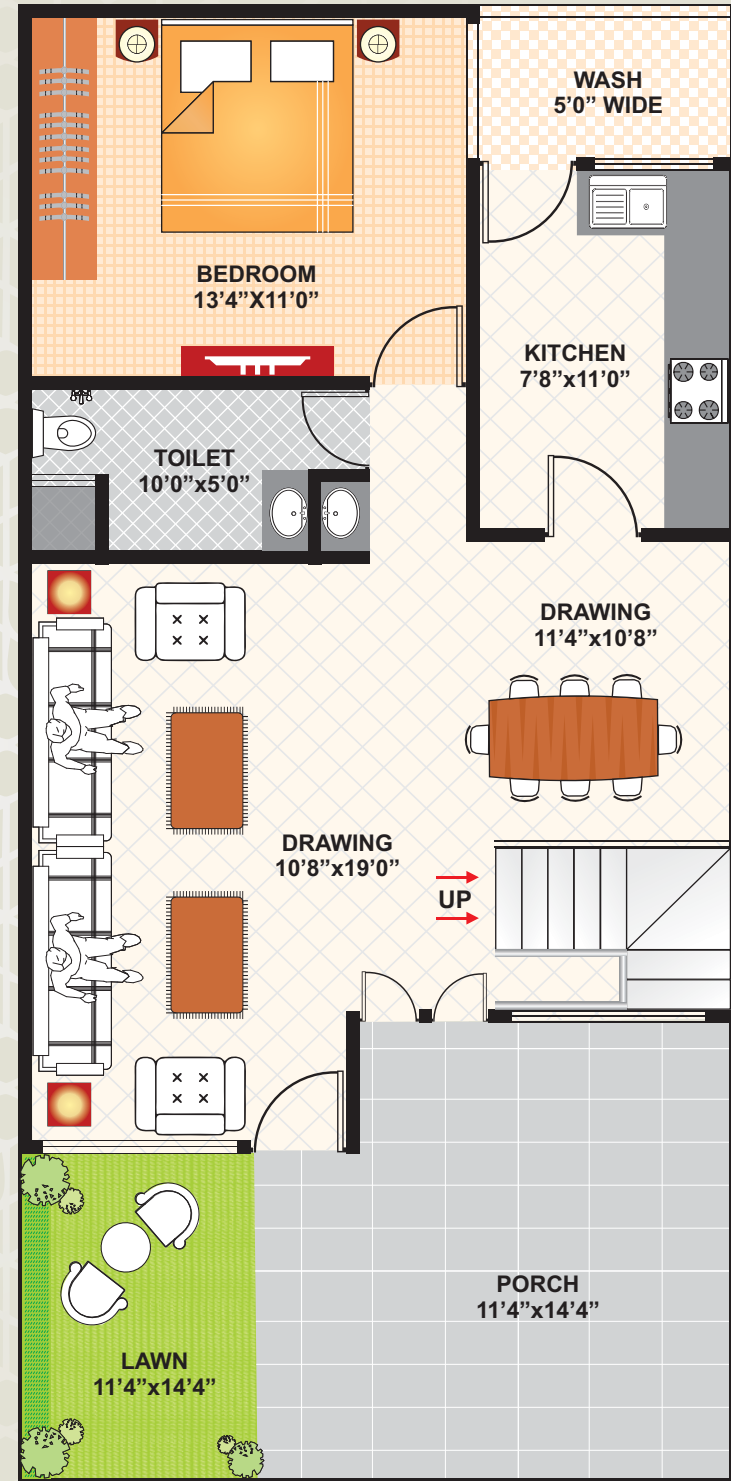 WASH
5’0” WIDE
BEDROOM
13’4”X11’0”
KITCHEN
7’8”x11’0”
TOILET
10’0”x5’0”
DRAWING
11’4”x10’8”
DRAWING
10’8”x19’0”
UP
PORCH
11’4”x14’4”
LAWN
11’4”x14’4”